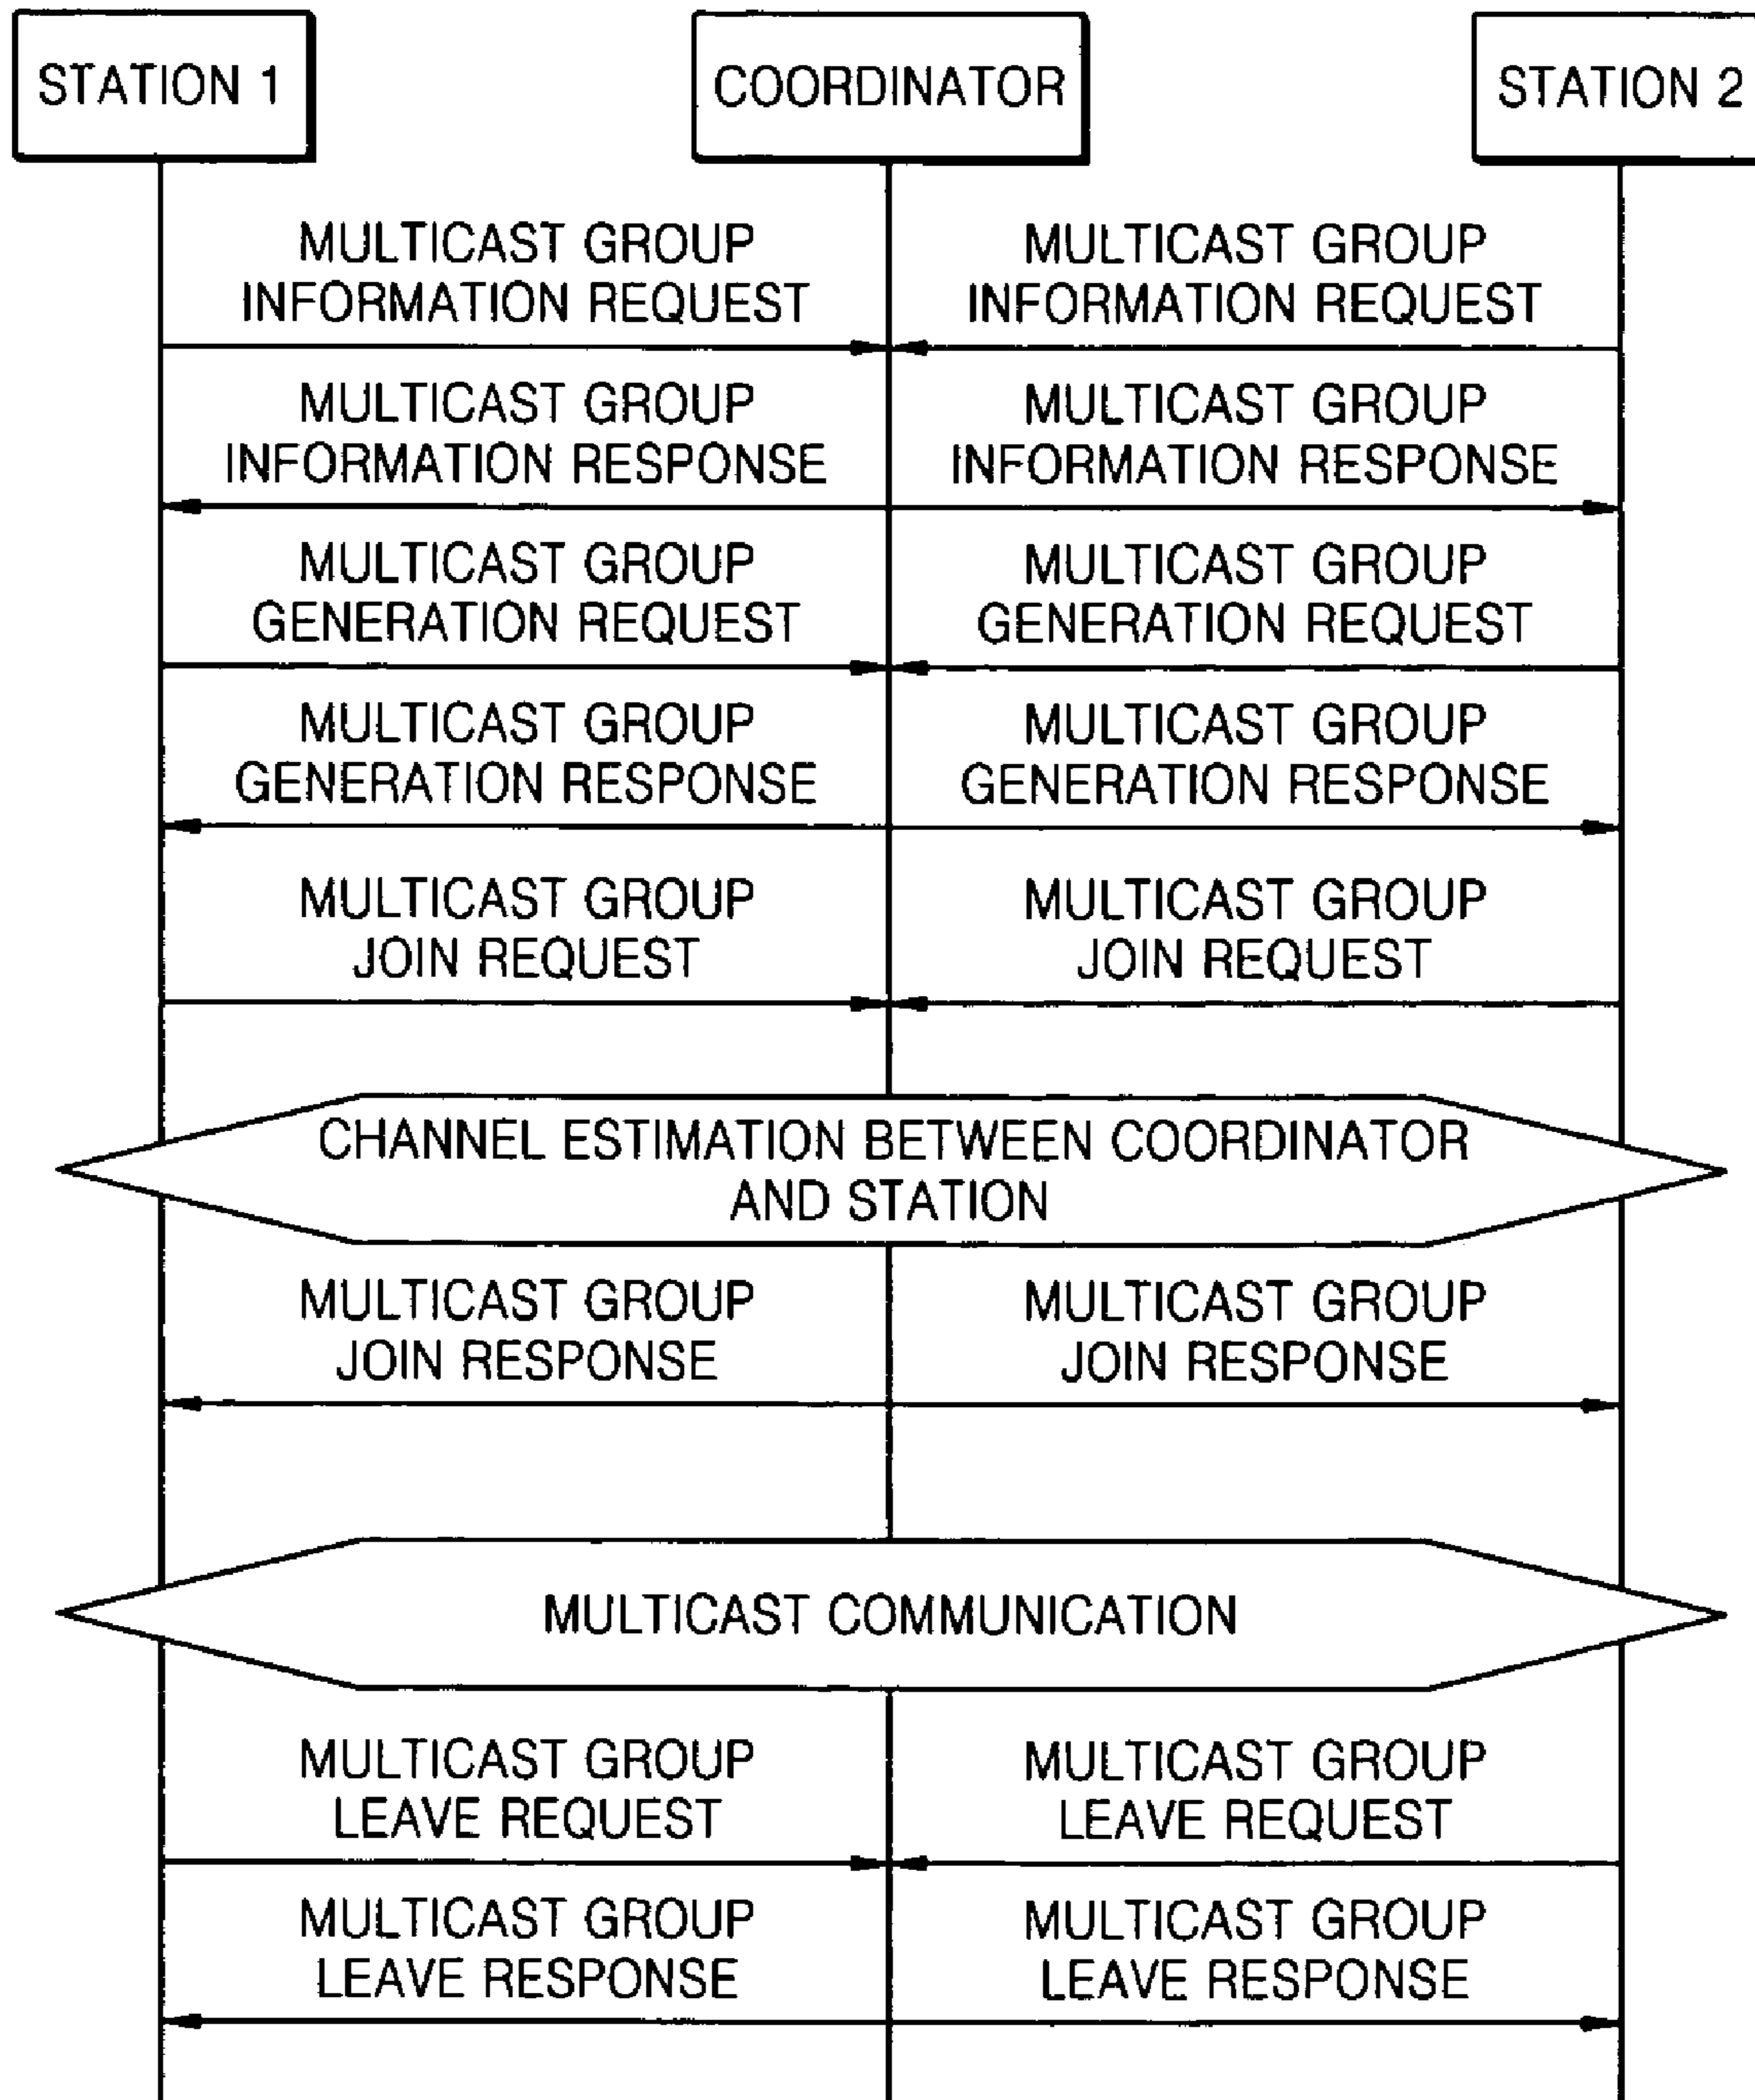 STATION 1
COORDINATOR
STATION 2
MULTICAST GROUP
INFORMATION REQUEST
MULTICAST GROUP
INFORMATION REQUEST
MULTICAST GROUP
INFORMATION RESPONSE
MULTICAST GROUP
INFORMATION RESPONSE
MULTICAST GROUP
GENERATION REQUEST
MULTICAST GROUP
GENERATION REQUEST
MULTICAST GROUP
GENERATION RESPONSE
MULTICAST GROUP
GENERATION RESPONSE
MULTICAST GROUP
JOIN REQUEST
MULTICAST GROUP
JOIN REQUEST
CHANNEL ESTIMATION BETWEEN COORDINATOR
AND STATION
MULTICAST GROUP
JOIN RESPONSE
MULTICAST GROUP
JOIN RESPONSE
MULTICAST COMMUNICATION
MULTICAST GROUP
LEAVE REQUEST
MULTICAST GROUP
LEAVE REQUEST
MULTICAST GROUP
LEAVE RESPONSE
MULTICAST GROUP
LEAVE RESPONSE